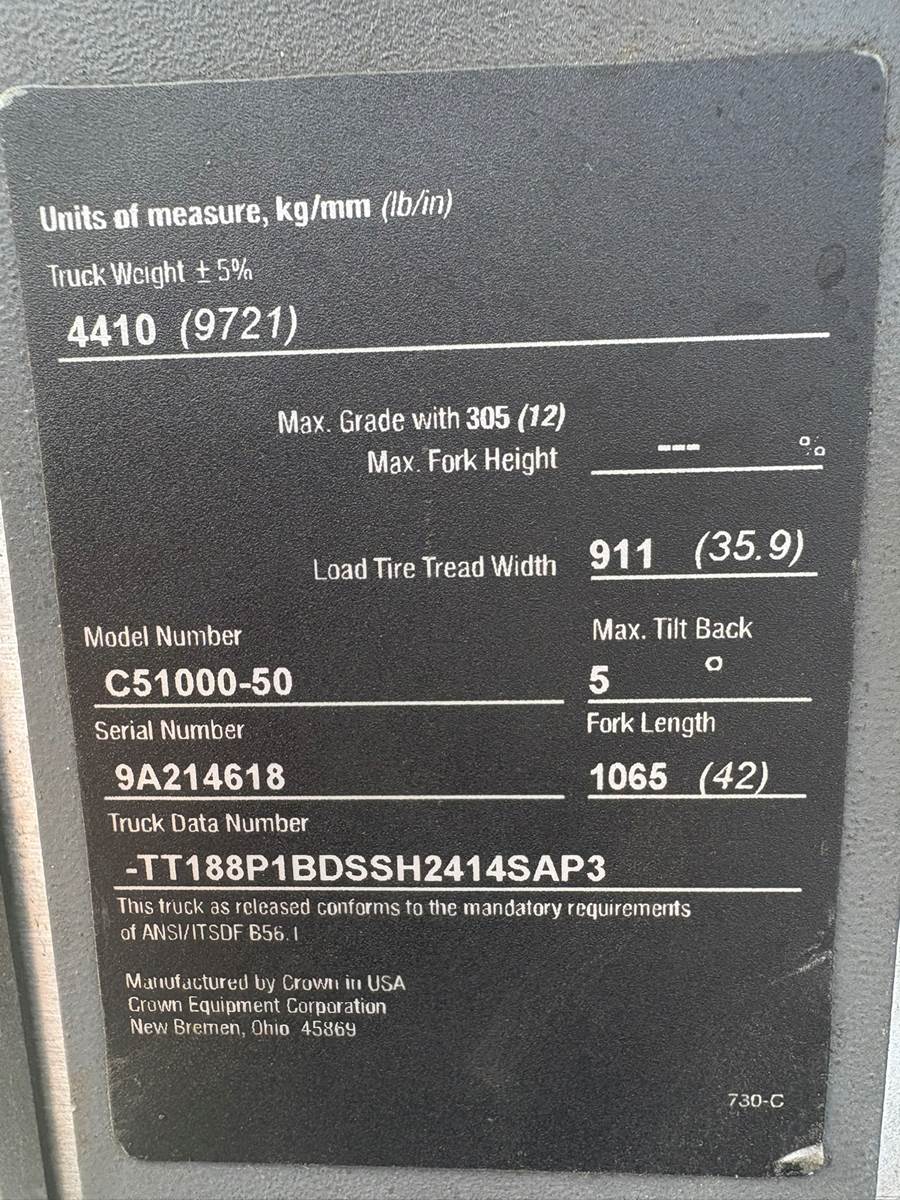 Units of measure, kg/mm (lb/in)
Truck Weight ± 5%
4410 (9721)
Max. Grade with 305 (12)
Max. Fork Height --- %
Load Tire Tread Width 911 (35.9)
Model Number Max. Tilt Back
C51000-50 5 °
Serial Number Fork Length
9A214618 1065 (42)
Truck Data Number
-TT188P1BDSSH2414SAP3
This truck as released conforms to the mandatory requirements
of ANSI/ITSDF B56.1
Manufactured by Crown in USA
Crown Equipment Corporation
New Bremen, Ohio 45869
730-C